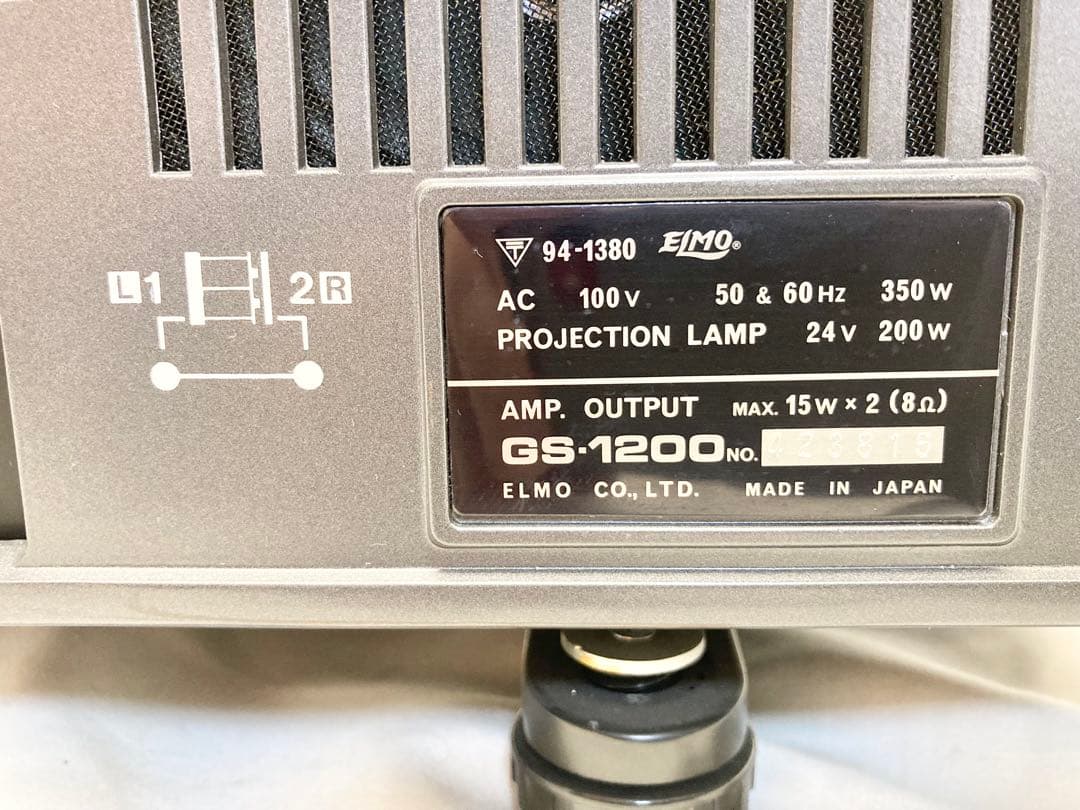 L1 2R
〒 94-1380 ELMO®
AC 100V 50 & 60Hz 350W
PROJECTION LAMP 24V 200W
AMP. OUTPUT MAX. 15W × 2 (8Ω)
GS-1200 NO.
ELMO CO., LTD. MADE IN JAPAN